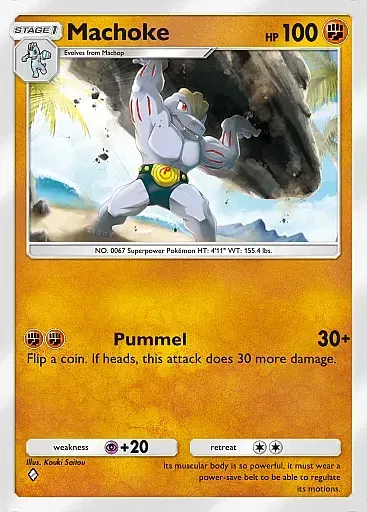 STAGE 1 Machoke HP 100
Evolves from Machop
NO. 0067 Superpower Pokémon HT: 4'11" WT: 155.4 lbs.
Pummel 30+
Flip a coin. If heads, this attack does 30 more damage.
weakness +20 retreat
Illus. Kouki Saitou
Its muscular body is so powerful, it must wear a
power-save belt to be able to regulate
its motions.